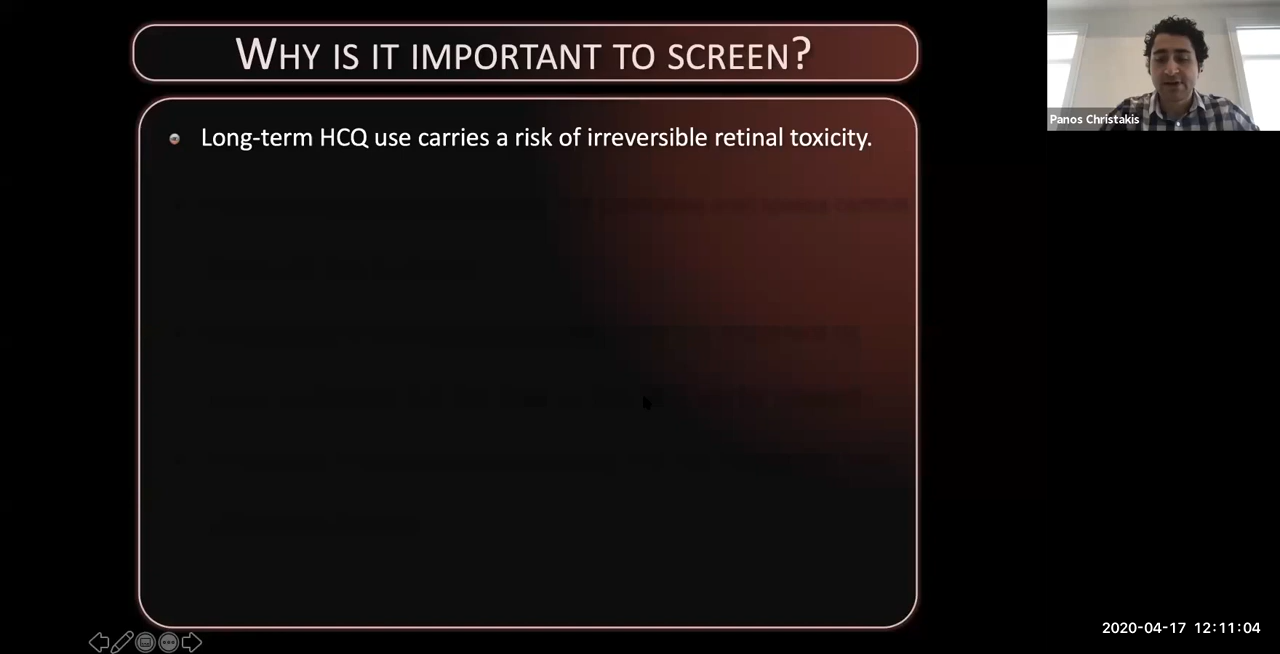 WHY IS IT IMPORTANT TO SCREEN?
Long-term HCQ use carries a risk of irreversible retinal toxicity.
Panos Christakis
2020-04-17 12:11:04